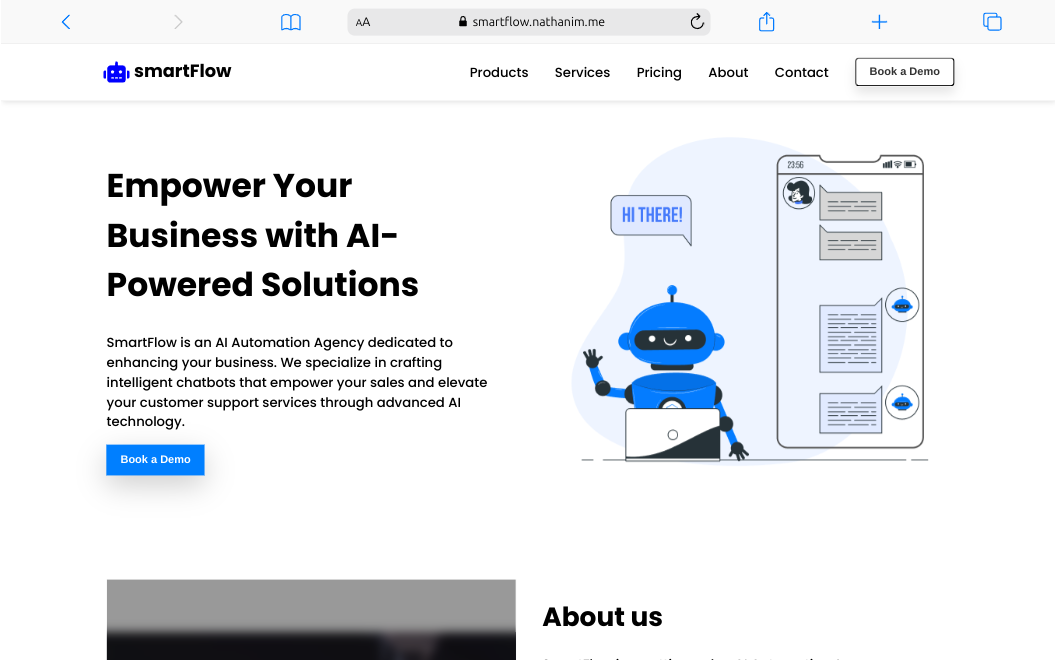 AA
smartflow.nathanim.me
smartFlow
Products Services Pricing About Contact Book a Demo
Empower Your
Business with AI-
Powered Solutions
SmartFlow is an AI Automation Agency dedicated to
enhancing your business. We specialize in crafting
intelligent chatbots that empower your sales and elevate
your customer support services through advanced AI
technology.
Book a Demo
HI THERE!
23:56
About us